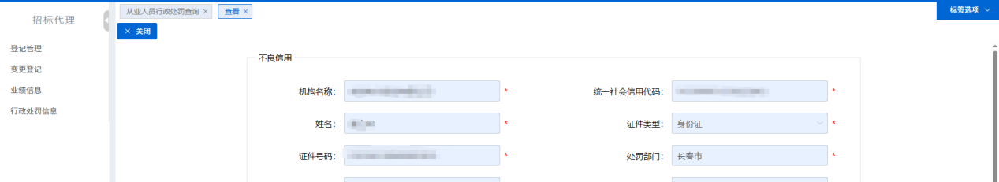 招标代理
登记管理
变更登记
业绩信息
行政处罚信息
从业人员行政处罚查询 × 查看 ×
标签选项
× 关闭
不良信用
机构名称: * 统一社会信用代码: *
姓名: * 证件类型: 身份证 *
证件号码: * 处罚部门: 长春市 *